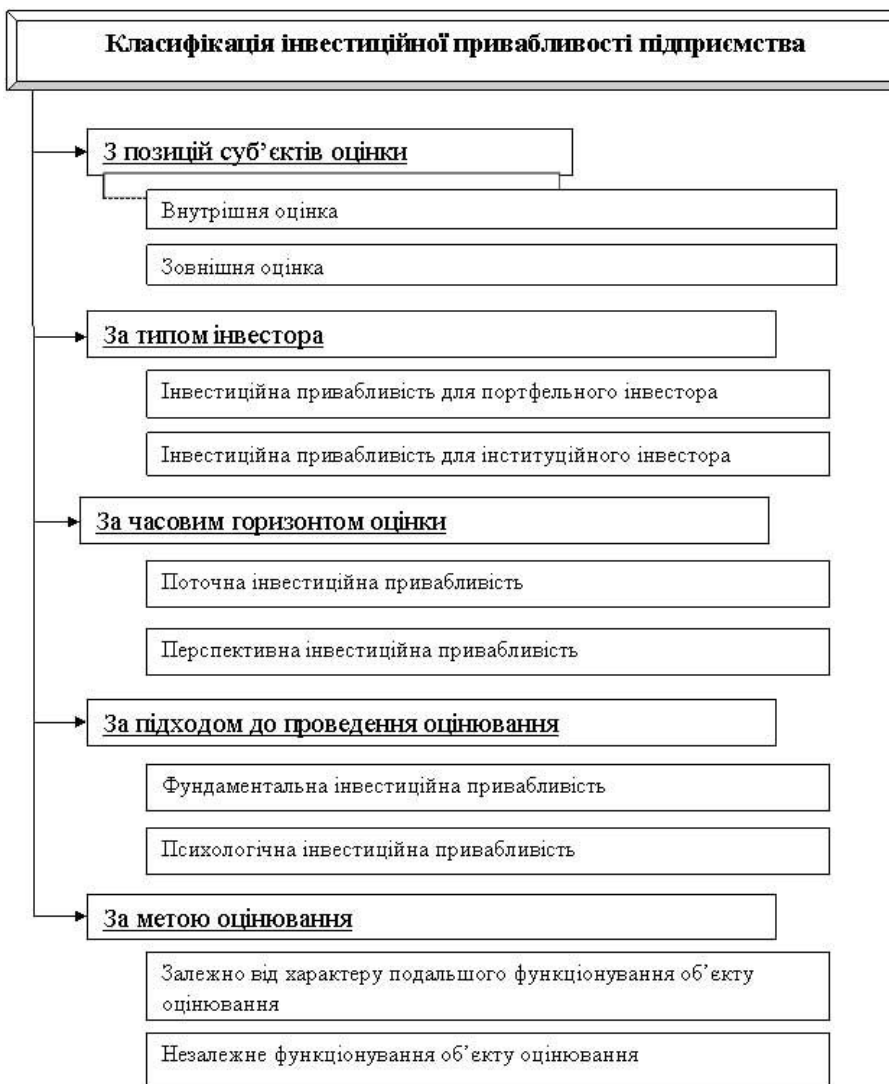 Класифікація інвестиційної привабливості підприємства
З позицій суб’єктів оцінки
Внутрішня оцінка
Зовнішня оцінка
За типом інвестора
Інвестиційна привабливість для портфельного інвестора
Інвестиційна привабливість для інституційного інвестора
За часовим горизонтом оцінки
Поточна інвестиційна привабливість
Перспективна інвестиційна привабливість
За підходом до проведення оцінювання
Фундаментальна інвестиційна привабливість
Психологічна інвестиційна привабливість
За метою оцінювання
Залежно від характеру подальшого функціонування об’єкту
оцінювання
Незалежне функціонування об’єкту оцінювання